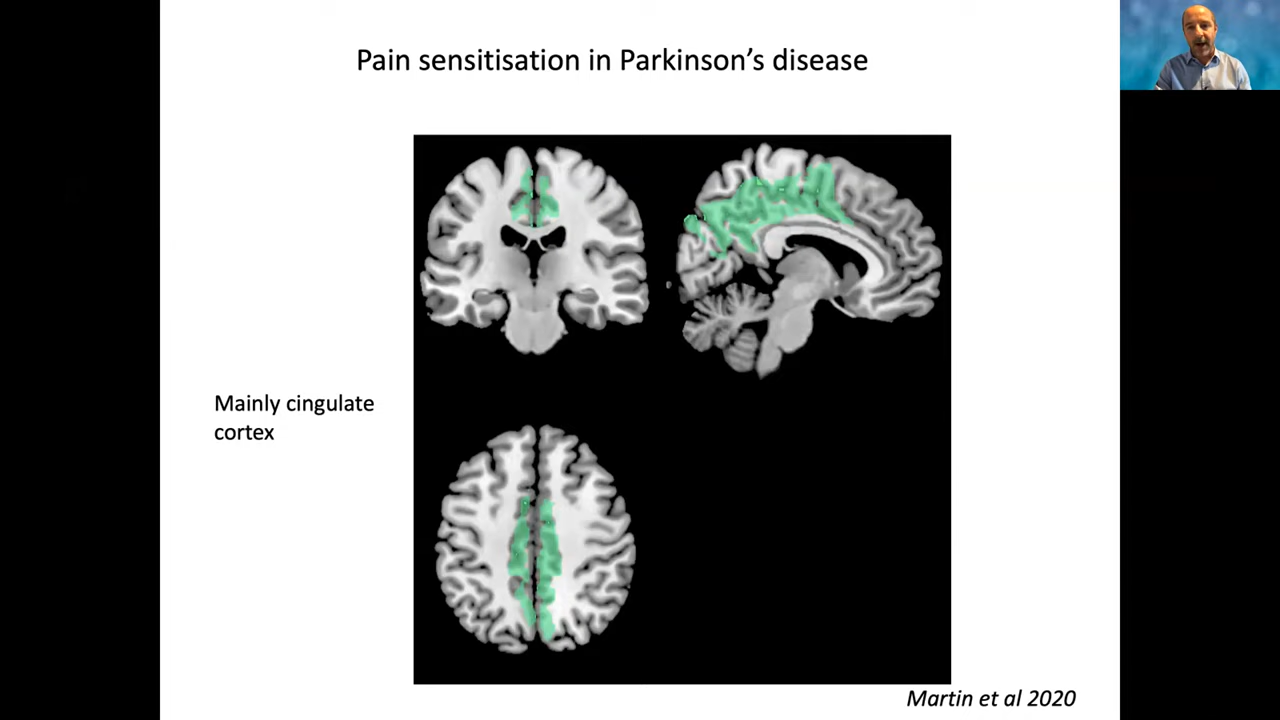 Pain sensitisation in Parkinson's disease
Mainly cingulate
cortex
Martin et al 2020